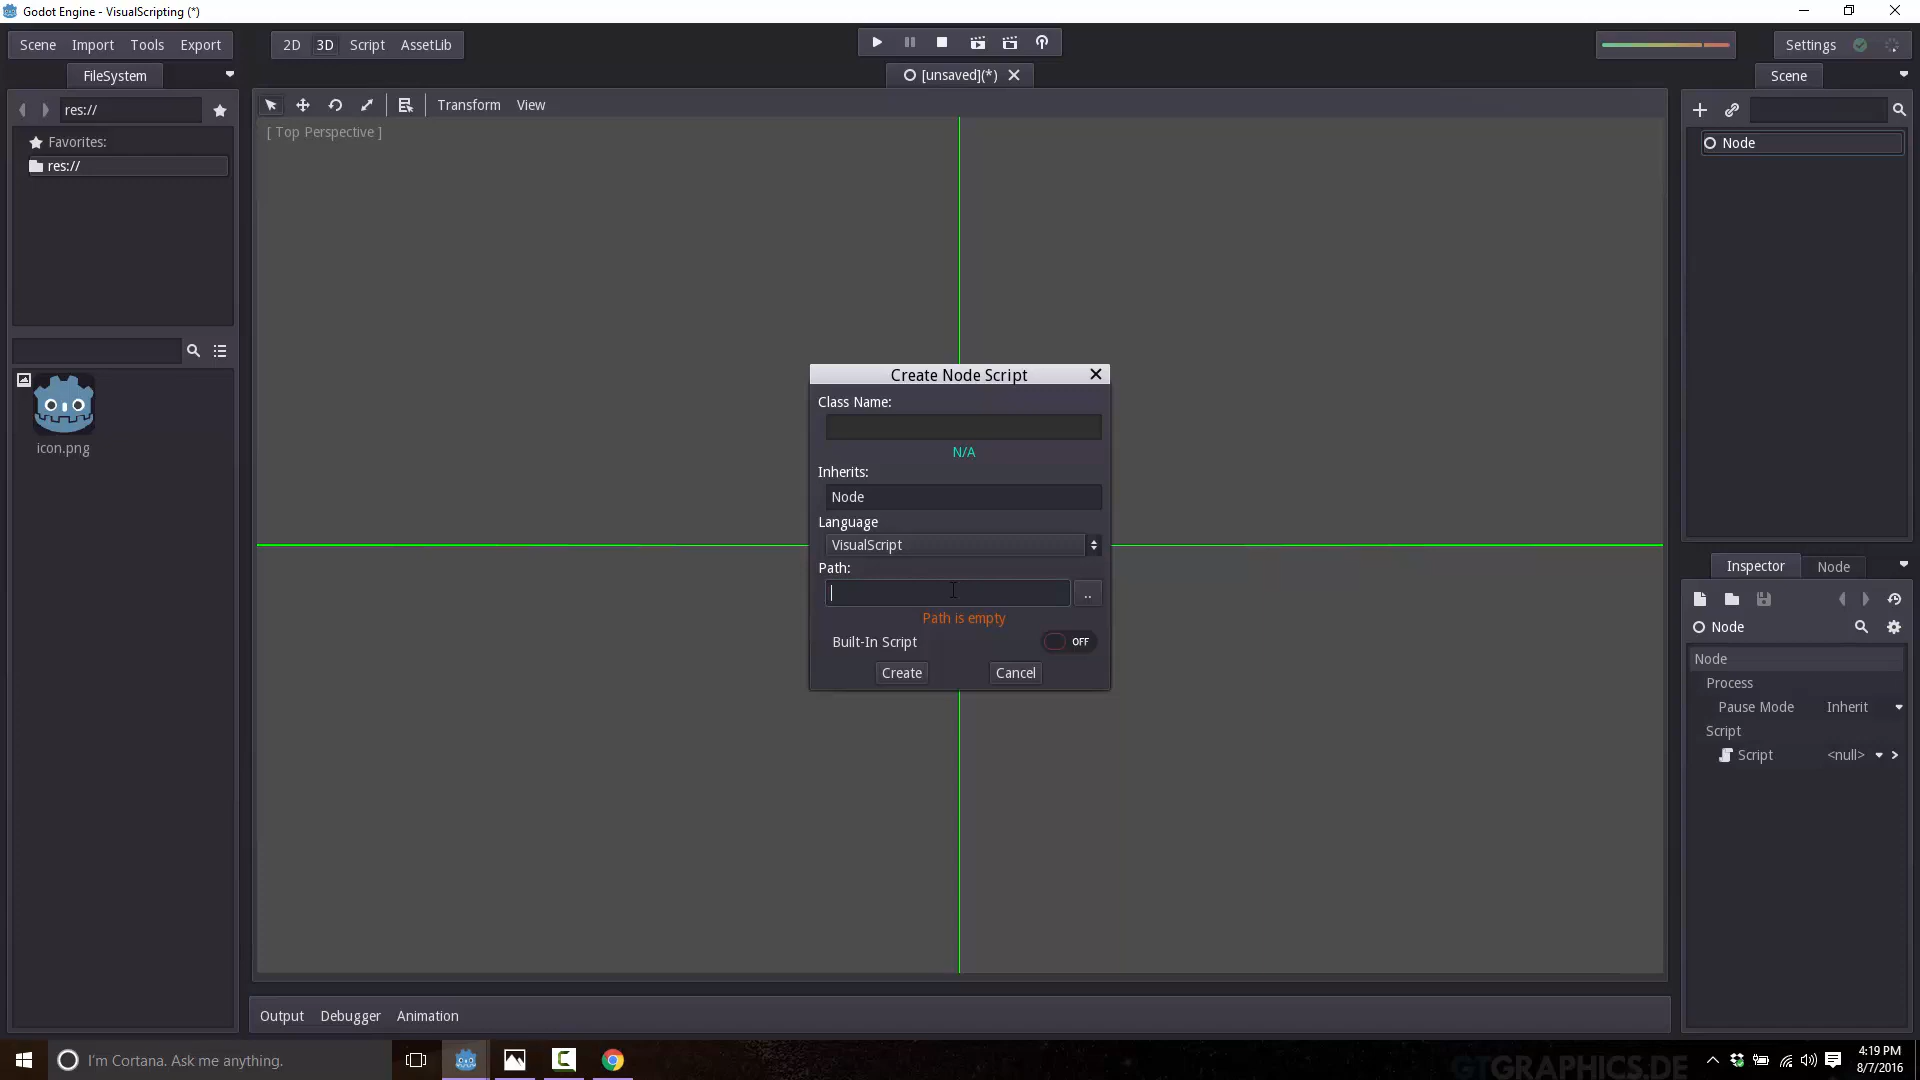 Godot Engine - VisualScripting (*)
Scene Import Tools Export
2D 3D Script AssetLib
Settings
FileSystem
[unsaved](*)
Scene
res://
Transform View
[ Top Perspective ]
Favorites:
res://
Node
icon.png
Create Node Script
Class Name:
N/A
Inherits:
Node
Language
VisualScript
Path:
..
Path is empty
Built-In Script OFF
Create Cancel
Inspector Node
Node
Node
Process
Pause Mode Inherit
Script
Script <null>
Output Debugger Animation
I'm Cortana. Ask me anything.
GTGRAPHICS.DE
4:19 PM
8/7/2016